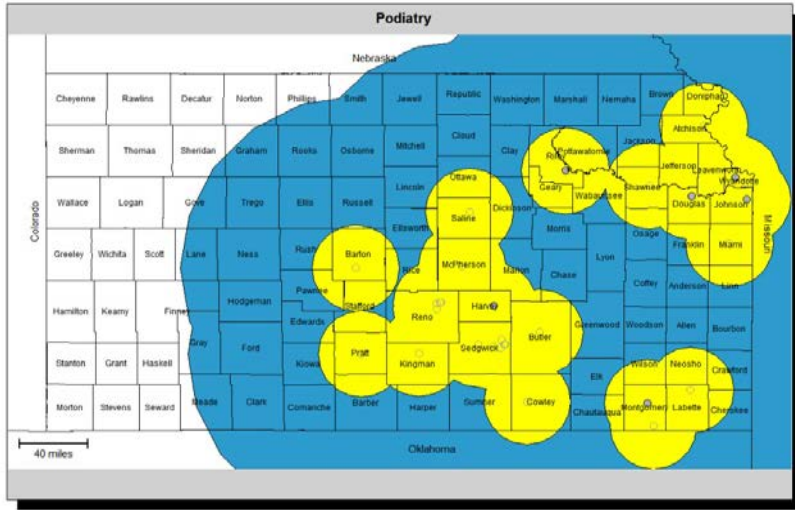 Podiatry
Nebraska
Cheyenne Rawlins Decatur Norton Phillips Smith Jewell Republic Washington Marshall Nemaha Brown Doniphan
Atchison
Sherman Thomas Sheridan Graham Rooks Osborne Mitchell Cloud Clay Riley Pottawatomie Jackson Jefferson Leavenworth
Wyandotte
Ottawa
Lincoln Geary Wabaunsee Shawnee
Wallace Logan Gove Trego Ellis Russell Saline Dickinson Douglas Johnson
Colorado
Missouri
Ellsworth Morris Osage
Greeley Wichita Scott Lane Ness Rush Barton Rice McPherson Marion Chase Lyon Franklin Miami
Pawnee Coffey Anderson Linn
Hamilton Kearny Finney Hodgeman Stafford Reno Harvey
Edwards Greenwood Woodson Allen Bourbon
Gray Ford Pratt Kingman Sedgwick Butler
Stanton Grant Haskell Kiowa Elk Wilson Neosho Crawford
Morton Stevens Seward Meade Clark Comanche Barber Harper Sumner Cowley Chautauqua Montgomery Labette Cherokee
40 miles
Oklahoma